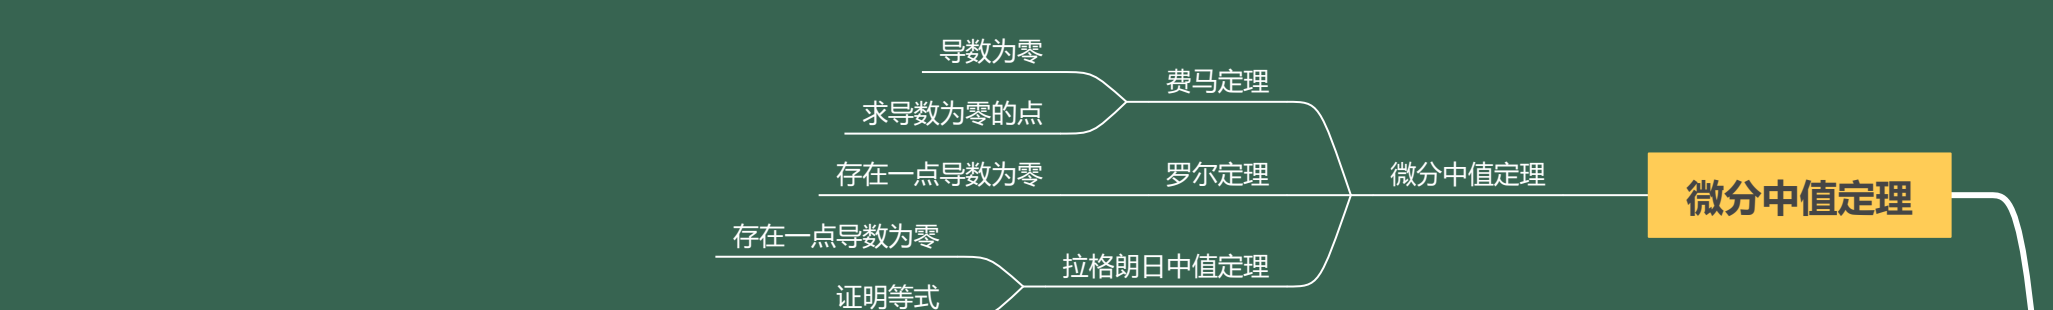 导数为零
费马定理
求导数为零的点
存在一点导数为零
罗尔定理
微分中值定理
微分中值定理
存在一点导数为零
拉格朗日中值定理
证明等式